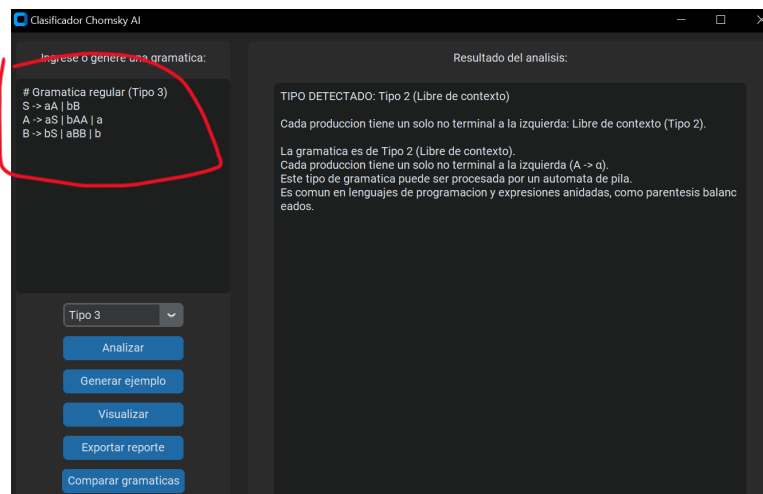 Clasificador Chomsky AI
Ingrese o genere una gramatica:
# Gramatica regular (Tipo 3)
S -> aA | bB
A -> aS | bAA | a
B -> bS | aBB | b
Tipo 3
Analizar
Generar ejemplo
Visualizar
Exportar reporte
Comparar gramaticas
Resultado del analisis:
TIPO DETECTADO: Tipo 2 (Libre de contexto)
Cada produccion tiene un solo no terminal a la izquierda: Libre de contexto (Tipo 2).
La gramatica es de Tipo 2 (Libre de contexto).
Cada produccion tiene un solo no terminal a la izquierda (A -> α).
Este tipo de gramatica puede ser procesada por un automata de pila.
Es comun en lenguajes de programacion y expresiones anidadas, como parentesis balanc
eados.